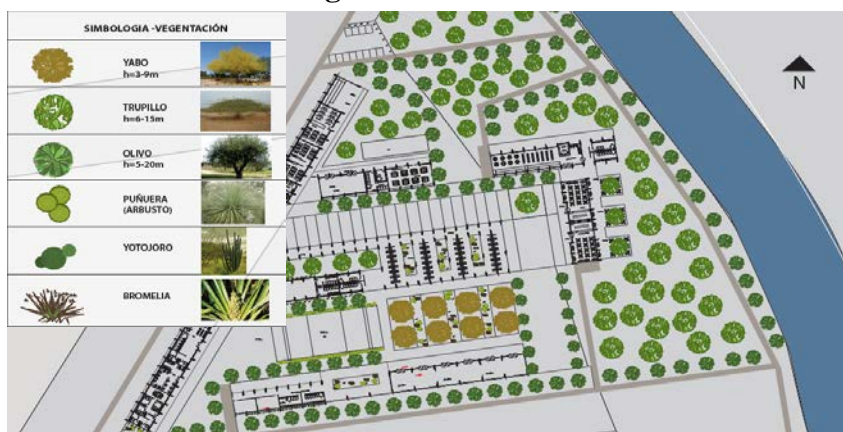 SIMBOLOGIA -VEGENTACIÓN
YABO
h=3-9m
TRUPILLO
h=6-15m
OLIVO
h=5-20m
PUÑUERA
(ARBUSTO)
YOTOJORO
BROMELIA
N